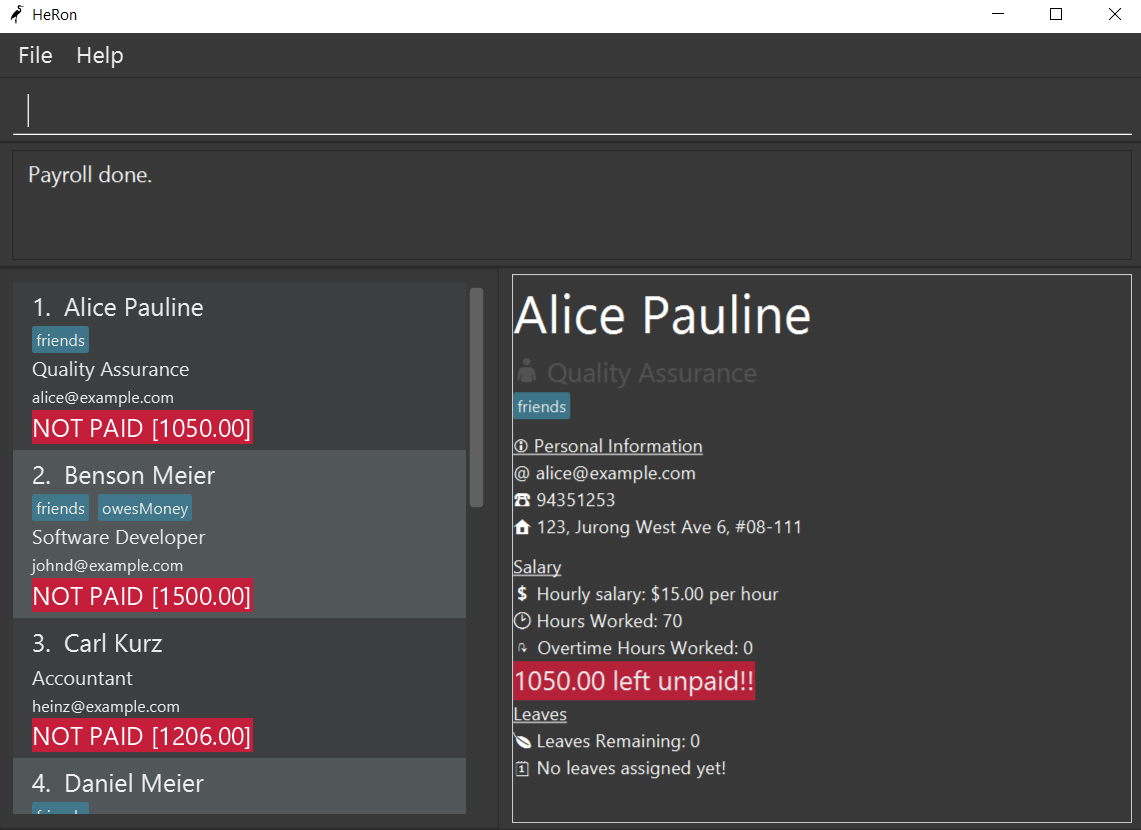 HeRon
File Help
Payroll done.
1. Alice Pauline
friends
Quality Assurance
alice@example.com
NOT PAID [1050.00]
2. Benson Meier
friends owesMoney
Software Developer
johnd@example.com
NOT PAID [1500.00]
3. Carl Kurz
Accountant
heinz@example.com
NOT PAID [1206.00]
4. Daniel Meier
Alice Pauline
Quality Assurance
friends
Personal Information
@ alice@example.com
94351253
123, Jurong West Ave 6, #08-111
Salary
$ Hourly salary: $15.00 per hour
Hours Worked: 70
Overtime Hours Worked: 0
1050.00 left unpaid!!
Leaves
Leaves Remaining: 0
No leaves assigned yet!